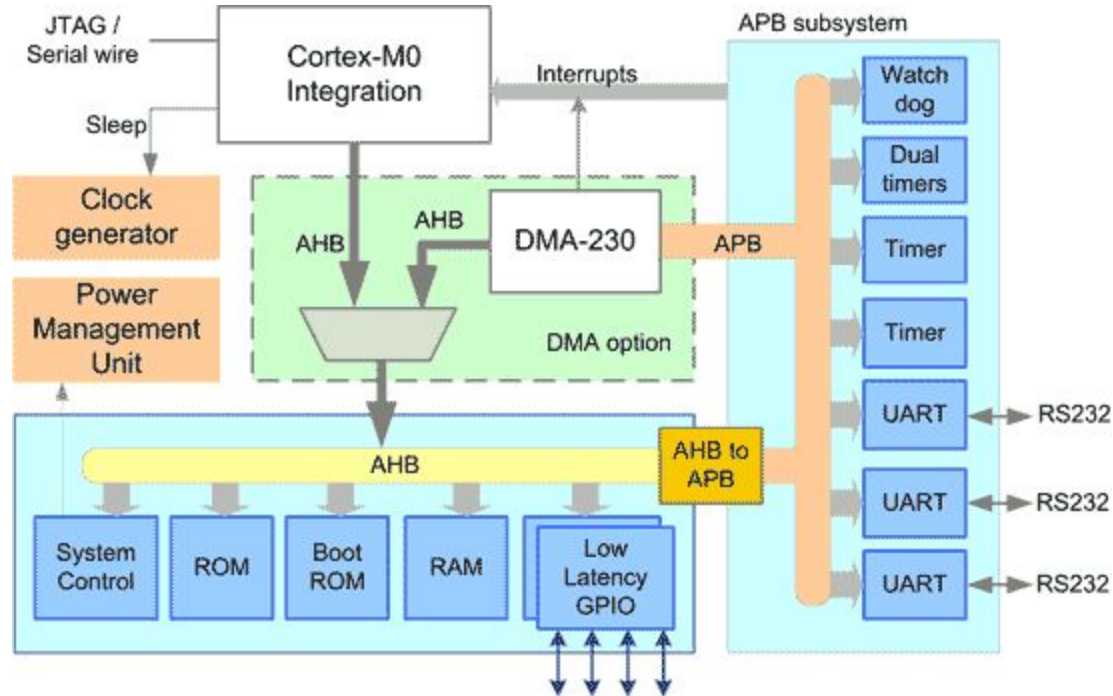 JTAG /
Serial wire
Cortex-M0
Integration
APB subsystem
Interrupts
Watch
dog
Sleep
Dual
timers
Clock
generator
AHB
AHB
DMA-230
APB
Timer
Power
Management
Unit
DMA option
Timer
UART
RS232
AHB
AHB to
APB
UART
RS232
System
Control
ROM
Boot
ROM
RAM
Low
Latency
GPIO
UART
RS232